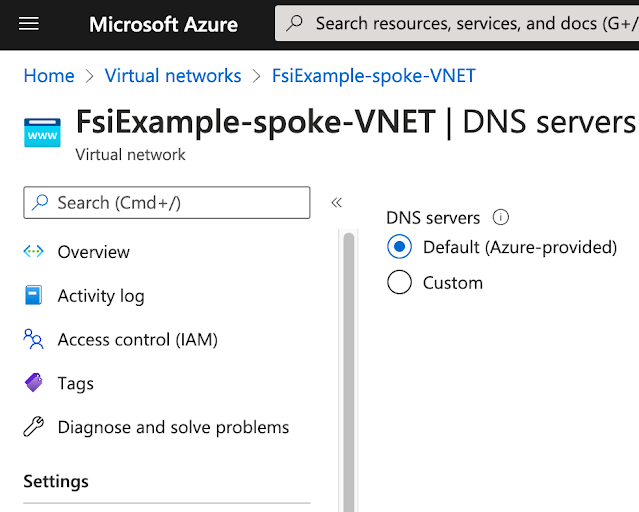 Microsoft Azure
Search resources, services, and docs (G+/
Home > Virtual networks > FsiExample-spoke-VNET
www
FsiExample-spoke-VNET | DNS servers
Virtual network
Search (Cmd+/)
«
DNS servers
Default (Azure-provided)
Custom
Overview
Activity log
Access control (IAM)
Tags
Diagnose and solve problems
Settings